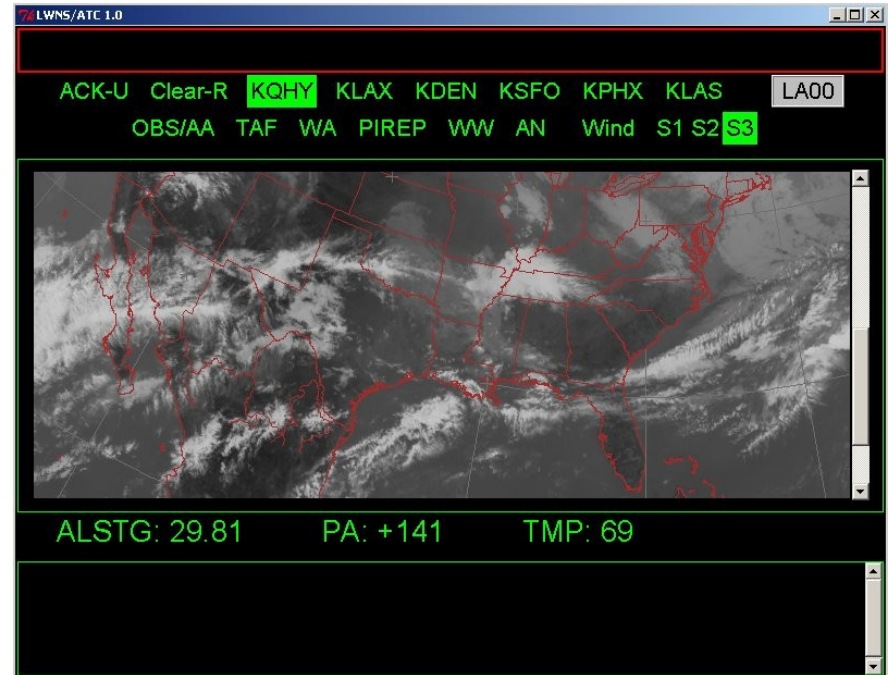 LWNS/ATC 1.0
ACK-U Clear-R KQHY KLAX KDEN KSFO KPHX KLAS LA00
OBS/AA TAF WA PIREP WW AN Wind S1 S2 S3
ALSTG: 29.81 PA: +141 TMP: 69